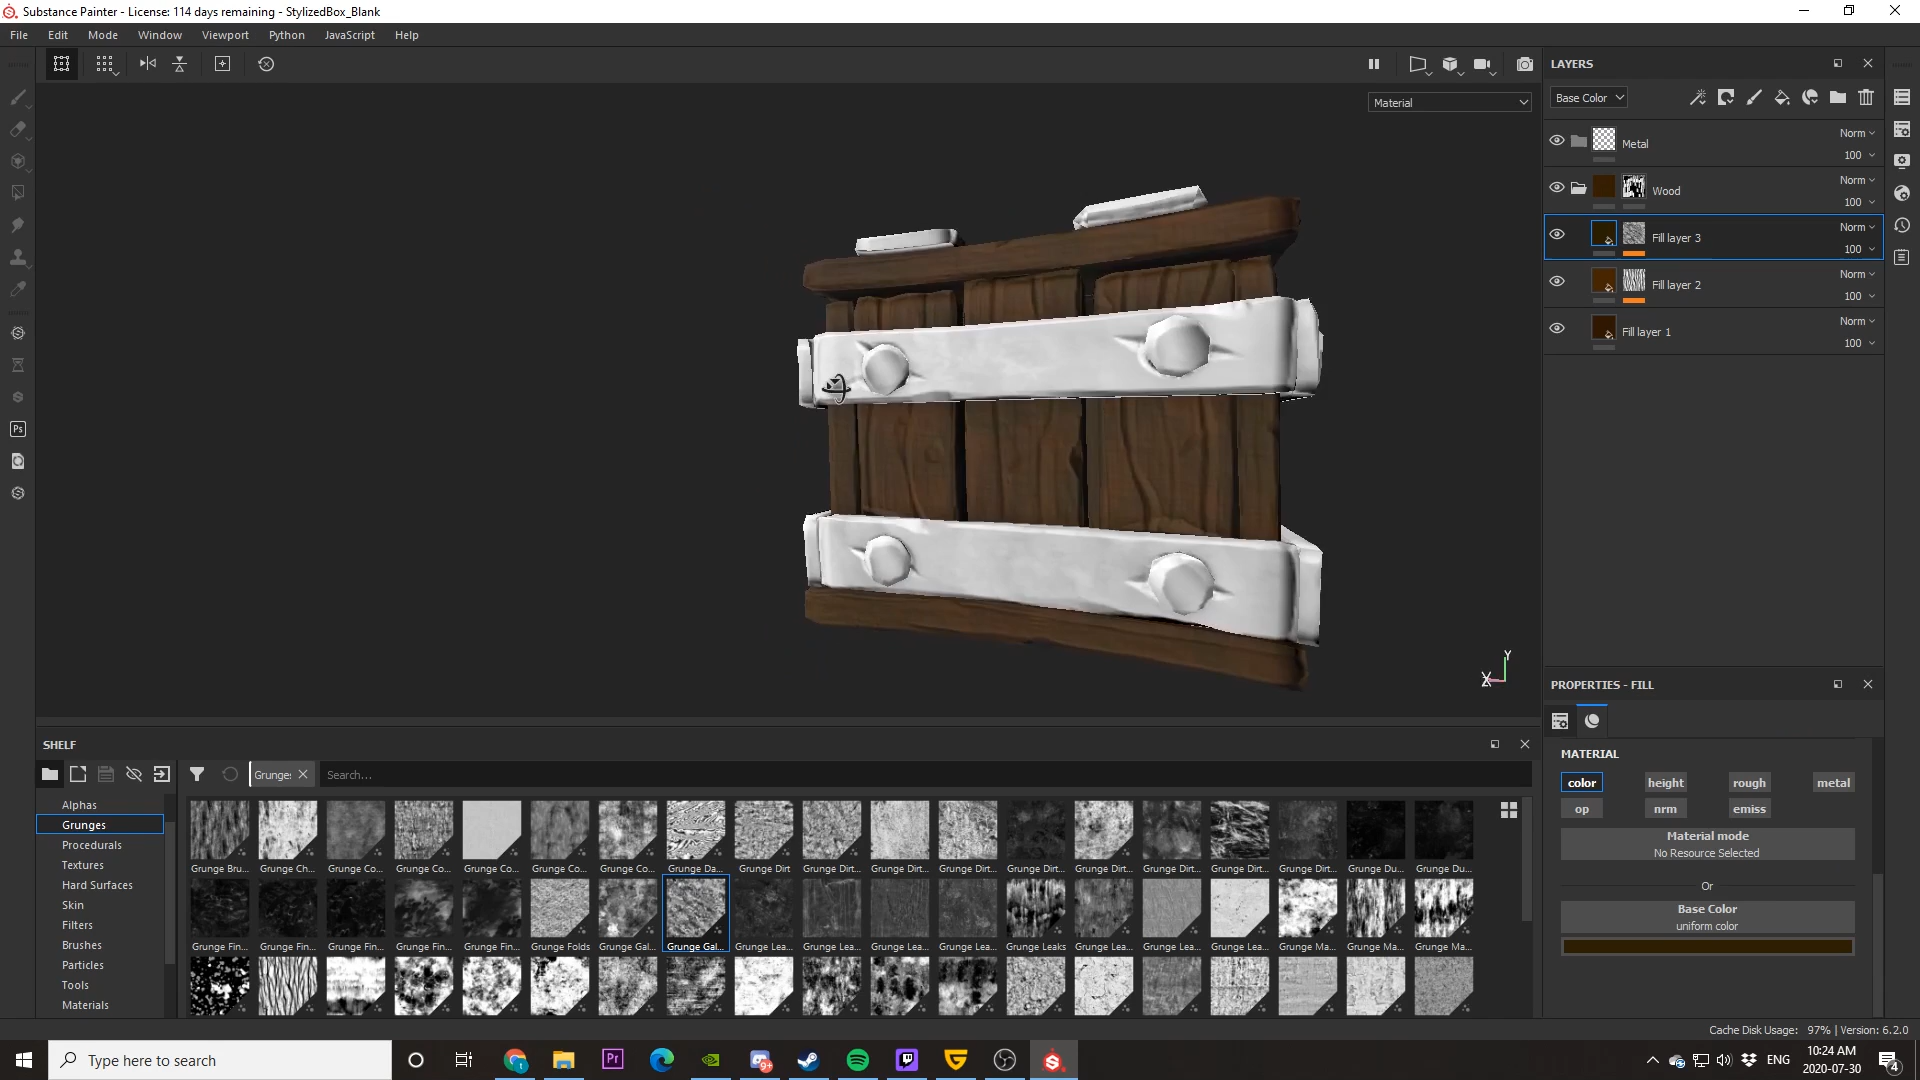 Substance Painter - License: 114 days remaining - StylizedBox_Blank
File Edit Mode Window Viewport Python JavaScript Help
Material
LAYERS
Base Color
Metal
Norm
100
Wood
Norm
100
Fill layer 3
Norm
100
Fill layer 2
Norm
100
Fill layer 1
Norm
100
Ps
Y
X
PROPERTIES - FILL
MATERIAL
color height rough metal
op nrm emiss
Material mode
No Resource Selected
Or
Base Color
uniform color
SHELF
Grunges
Search...
Alphas
Grunges
Procedurals
Textures
Hard Surfaces
Skin
Filters
Brushes
Particles
Tools
Materials
Grunge Bru... Grunge Ch... Grunge Co... Grunge Co... Grunge Co... Grunge Co... Grunge Co... Grunge Da... Grunge Dirt Grunge Dirt... Grunge Dirt... Grunge Dirt... Grunge Dirt... Grunge Dirt... Grunge Dirt... Grunge Dirt... Grunge Dirt... Grunge Du... Grunge Du...
Grunge Fin... Grunge Fin... Grunge Fin... Grunge Fin... Grunge Fin... Grunge Folds Grunge Gal... Grunge Gal... Grunge Lea... Grunge Lea... Grunge Lea... Grunge Lea... Grunge Leaks Grunge Lea... Grunge Lea... Grunge Lea... Grunge Ma... Grunge Ma... Grunge Ma...
Cache Disk Usage: 97% | Version: 6.2.0
Type here to search
Pr
9+
ENG
10:24 AM
2020-07-30
4